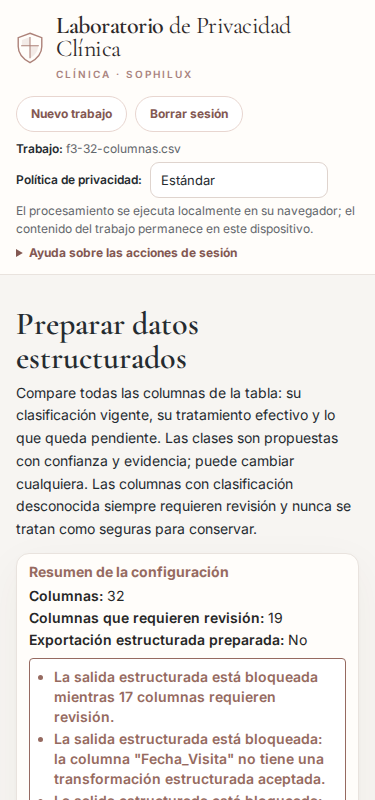 Laboratorio de Privacidad
Clínica
CLÍNICA · SOPHILUX
Nuevo trabajo
Borrar sesión
Trabajo: f3-32-columnas.csv
Política de privacidad: Estándar
El procesamiento se ejecuta localmente en su navegador; el
contenido del trabajo permanece en este dispositivo.
Ayuda sobre las acciones de sesión
Preparar datos
estructurados
Compare todas las columnas de la tabla: su
clasificación vigente, su tratamiento efectivo y lo
que queda pendiente. Las clases son propuestas
con confianza y evidencia; puede cambiar
cualquiera. Las columnas con clasificación
desconocida siempre requieren revisión y nunca se
tratan como seguras para conservar.
Resumen de la configuración
Columnas: 32
Columnas que requieren revisión: 19
Exportación estructurada preparada: No
La salida estructurada está bloqueada
mientras 17 columnas requieren
revisión.
La salida estructurada está bloqueada:
la columna "Fecha_Visita" no tiene una
transformación estructurada aceptada.